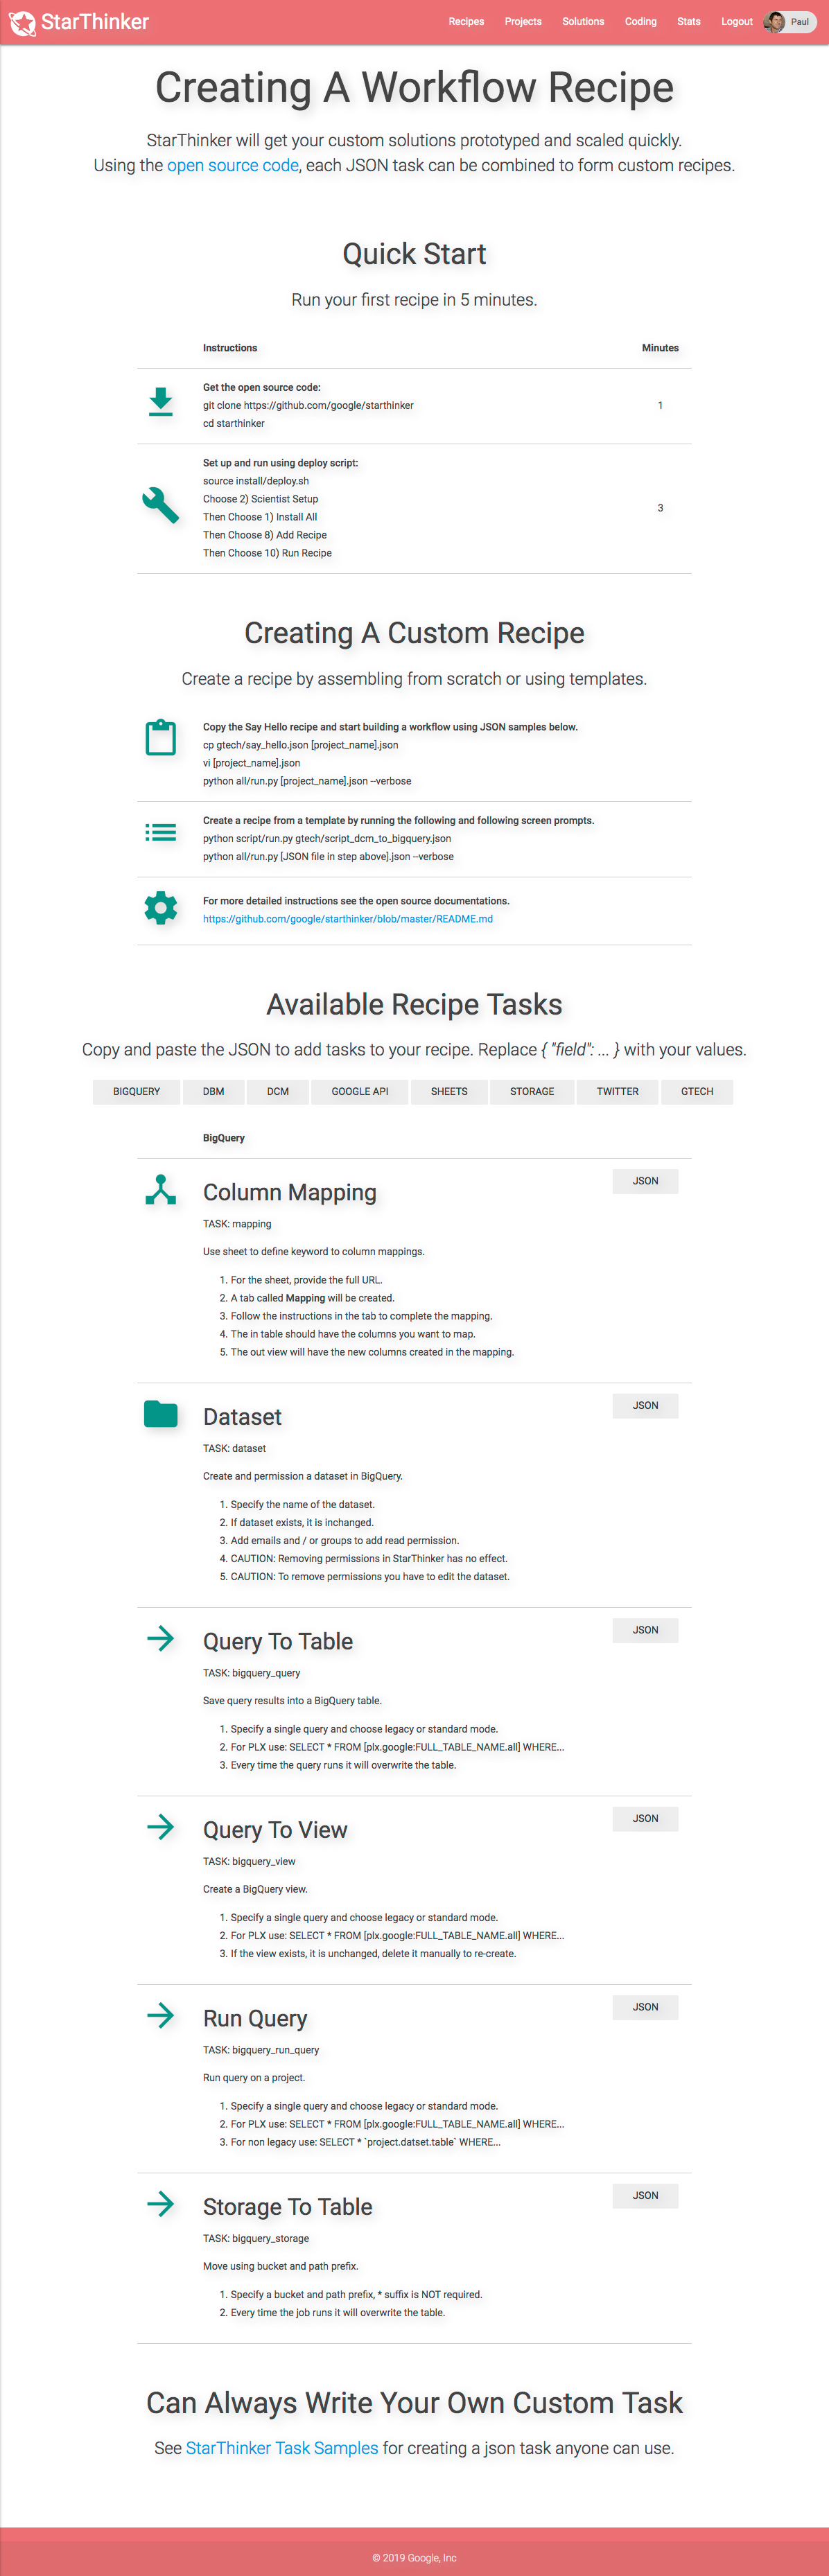 StarThinker
Recipes Projects Solutions Coding Stats Logout Paul
Creating A Workflow Recipe
StarThinker will get your custom solutions prototyped and scaled quickly.
Using the open source code, each JSON task can be combined to form custom recipes.
Quick Start
Run your first recipe in 5 minutes.
Instructions Minutes
Get the open source code:
git clone https://github.com/google/starthinker
cd starthinker
1
Set up and run using deploy script:
source install/deploy.sh
Choose 2) Scientist Setup
Then Choose 1) Install All
Then Choose 8) Add Recipe
Then Choose 10) Run Recipe
3
Creating A Custom Recipe
Create a recipe by assembling from scratch or using templates.
Copy the Say Hello recipe and start building a workflow using JSON samples below.
cp gtech/say_hello.json [project_name].json
vi [project_name].json
python all/run.py [project_name].json --verbose
Create a recipe from a template by running the following and following screen prompts.
python script/run.py gtech/script_dcm_to_bigquery.json
python all/run.py [JSON file in step above].json --verbose
For more detailed instructions see the open source documentations.
https://github.com/google/starthinker/blob/master/README.md
Available Recipe Tasks
Copy and paste the JSON to add tasks to your recipe. Replace { "field": ... } with your values.
BIGQUERY DBM DCM GOOGLE API SHEETS STORAGE TWITTER GTECH
BigQuery
Column Mapping
JSON
TASK: mapping
Use sheet to define keyword to column mappings.
1. For the sheet, provide the full URL.
2. A tab called Mapping will be created.
3. Follow the instructions in the tab to complete the mapping.
4. The in table should have the columns you want to map.
5. The out view will have the new columns created in the mapping.
Dataset
JSON
TASK: dataset
Create and permission a dataset in BigQuery.
1. Specify the name of the dataset.
2. If dataset exists, it is inchanged.
3. Add emails and / or groups to add read permission.
4. CAUTION: Removing permissions in StarThinker has no effect.
5. CAUTION: To remove permissions you have to edit the dataset.
Query To Table
JSON
TASK: bigquery_query
Save query results into a BigQuery table.
1. Specify a single query and choose legacy or standard mode.
2. For PLX use: SELECT * FROM [plx.google:FULL_TABLE_NAME.all] WHERE...
3. Every time the query runs it will overwrite the table.
Query To View
JSON
TASK: bigquery_view
Create a BigQuery view.
1. Specify a single query and choose legacy or standard mode.
2. For PLX use: SELECT * FROM [plx.google:FULL_TABLE_NAME.all] WHERE...
3. If the view exists, it is unchanged, delete it manually to re-create.
Run Query
JSON
TASK: bigquery_run_query
Run query on a project.
1. Specify a single query and choose legacy or standard mode.
2. For PLX use: SELECT * FROM [plx.google:FULL_TABLE_NAME.all] WHERE...
3. For non legacy use: SELECT * `project.datset.table` WHERE...
Storage To Table
JSON
TASK: bigquery_storage
Move using bucket and path prefix.
1. Specify a bucket and path prefix, * suffix is NOT required.
2. Every time the job runs it will overwrite the table.
Can Always Write Your Own Custom Task
See StarThinker Task Samples for creating a json task anyone can use.
© 2019 Google, Inc